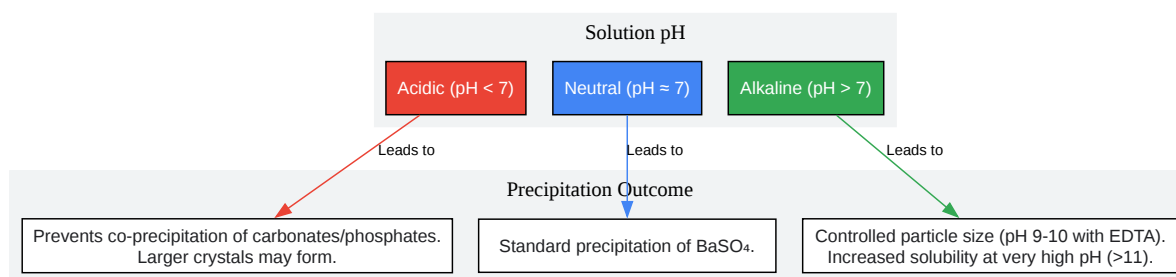 Solution pH
Acidic (pH < 7)
Neutral (pH ≈ 7)
Alkaline (pH > 7)
Leads to
Leads to
Leads to
Precipitation Outcome
Prevents co-precipitation of carbonates/phosphates.
Larger crystals may form.
Standard precipitation of BaSO₄.
Controlled particle size (pH 9-10 with EDTA).
Increased solubility at very high pH (>11).